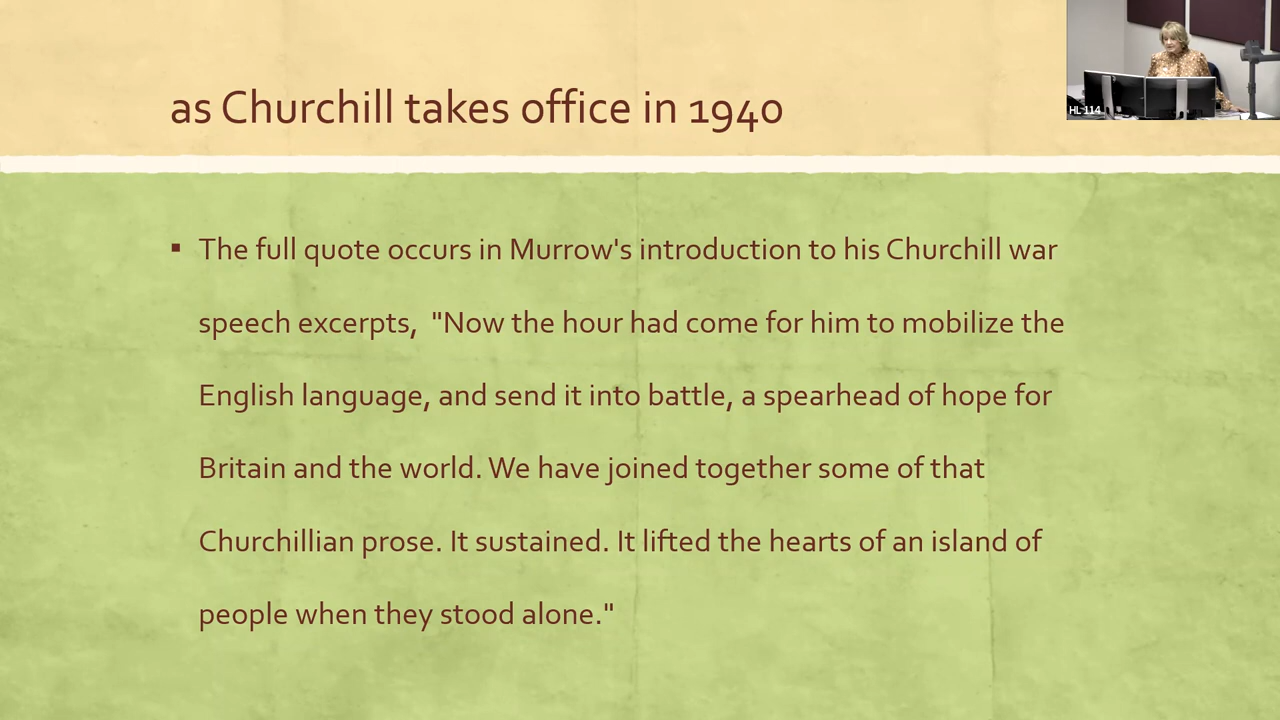 HL 114
as Churchill takes office in 1940
▪ The full quote occurs in Murrow's introduction to his Churchill war
speech excerpts,  "Now the hour had come for him to mobilize the
English language, and send it into battle, a spearhead of hope for
Britain and the world. We have joined together some of that
Churchillian prose. It sustained. It lifted the hearts of an island of
people when they stood alone."